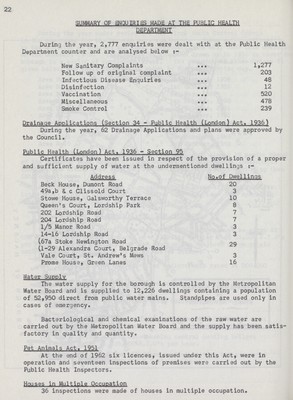 22
SUMMARY OF ENQUIRIES MADE AT THE PUBLIC HEALTH
DEPARTMENT
During the year, 2,777 enquiries were dealt with at the Public Health
Department counter and are analysed below :-
New Sanitary Complaints ... 1,277
Follow up of original complaint ... 203
Infectious Disease Enquiries ... 48
Disinfection ... 12
Vaccination ... 520
Miscellaneous ... 478
Smoke Control ... 239
Drainage Applications (Section 34 - Public Health (London) Act, 1936)
During the year, 62 Drainage Applications and plans were approved by
the Council.
Public Health (London) Act, 1936 - Section 95
Certificates have been issued in respect of the provision of a proper
and sufficient supply of water at the undermentioned dwellings :-
Address No.of Dwellings
Beck House, Dumont Road 20
49a,b & c Clissold Court 3
Stowe House, Galsworthy Terrace 10
Queen's Court, Lordship Park 8
202 Lordship Road 7
204 Lordship Road 7
1/5 Manor Road 3
14-16 Lordship Road 3
(67a Stoke Newington Road
(1-29 Alexandra Court, Belgrade Road 29
Vale Court, St. Andrew's Mews 3
Promme House, Green Lanes 16
Water Supply
The water supply for the borough is controlled by the Metropolitan
Water Board and is supplied to 12,226 dwellings containing a population
of 52,950 direct from public water mains. Standpipes are used only in
cases of emergency.
Bacteriological and chemical examinations of the raw water are
carried out by the Metropolitan Water Board and the supply has been satis-
factory in quality and quantity.
Pet Animals Act, 1951
At the end of 1962 six licences, issued under this Act, were in
operation and seventeen inspections of premises were carried out by the
Public Health Inspectors.
Houses in Multiple Occupation
36 inspections were made of houses in multiple occupation.